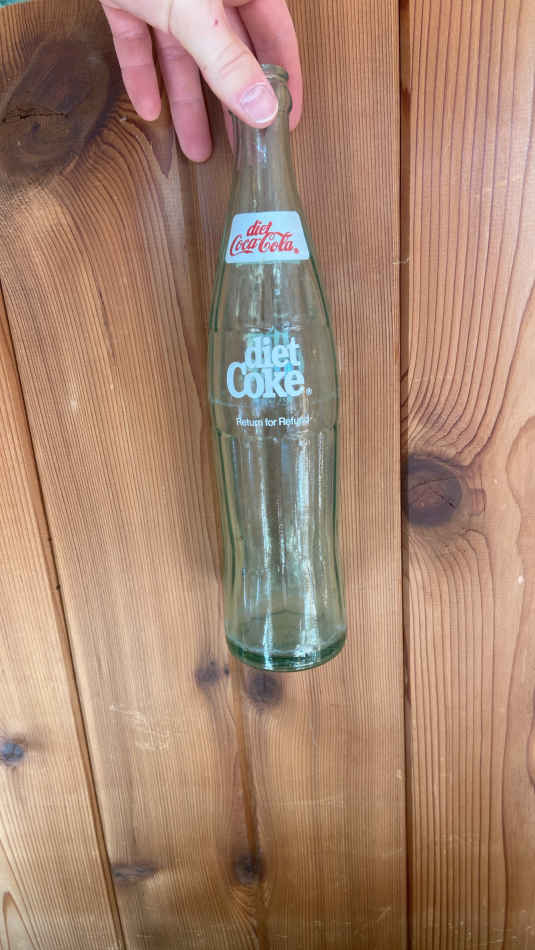 diet
Coca-Cola®
diet
Coke®
Return for Refund